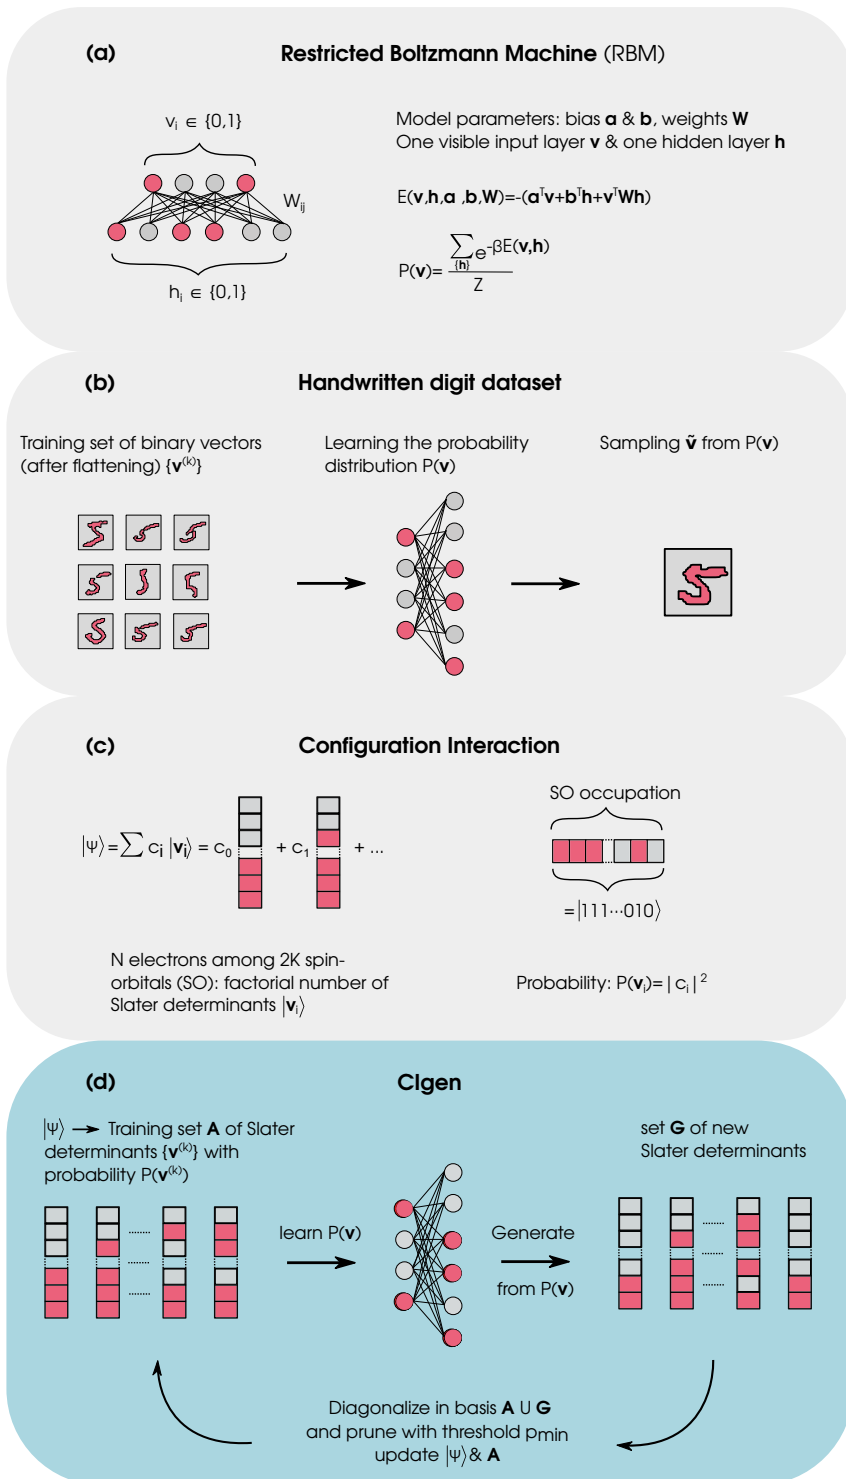 (a) Restricted Boltzmann Machine (RBM)
vᵢ ∈ {0,1}
Wᵢⱼ
hᵢ ∈ {0,1}
Model parameters: bias a & b, weights W
One visible input layer v & one hidden layer h
E(v,h,a ,b,W)=-(aᵀv+bᵀh+vᵀWh)
P(v)= ∑{h} e^-βE(v,h) / Z
(b) Handwritten digit dataset
Training set of binary vectors
(after flattening) {v⁽ᵏ⁾}
Learning the probability
distribution P(v)
Sampling ṽ from P(v)
(c) Configuration Interaction
|Ψ⟩=∑ cᵢ |vᵢ⟩ = c₀ + c₁ + ...
SO occupation
=|111···010⟩
N electrons among 2K spin-
orbitals (SO): factorial number of
Slater determinants |vᵢ⟩
Probability: P(vᵢ)=|cᵢ|²
(d) CIgen
|Ψ⟩ → Training set A of Slater
determinants {v⁽ᵏ⁾} with
probability P(v⁽ᵏ⁾)
learn P(v)
Generate
from P(v)
set G of new
Slater determinants
Diagonalize in basis A U G
and prune with threshold pmin
update |Ψ⟩& A